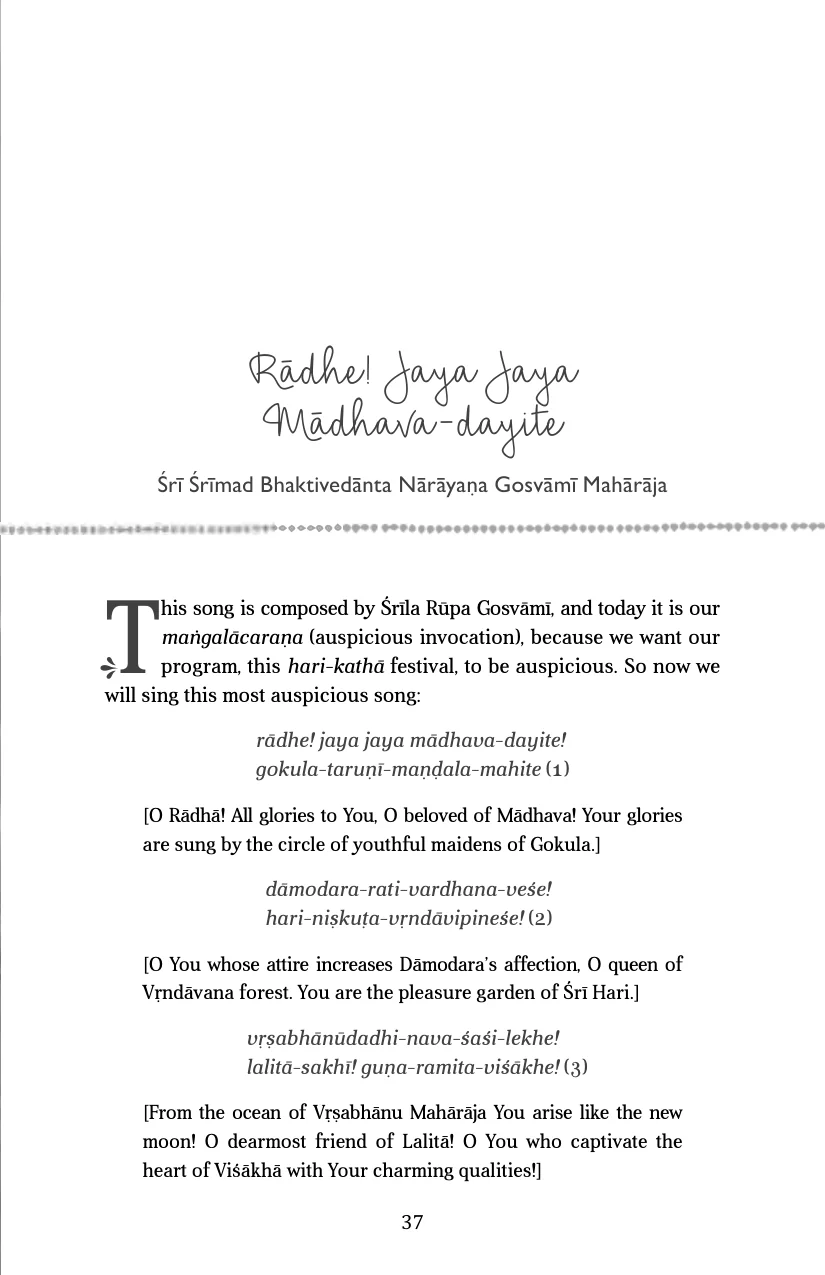 Rādhe! Jaya Jaya
Mādhava-dayite
Śrī Śrīmad Bhaktivedānta Nārāyaṇa Gosvāmī Mahārāja
This song is composed by Śrīla Rūpa Gosvāmī, and today it is our
maṅgalācaraṇa (auspicious invocation), because we want our
program, this hari-kathā festival, to be auspicious. So now we
will sing this most auspicious song:
rādhe! jaya jaya mādhava-dayite!
gokula-taruṇī-maṇḍala-mahite (1)
[O Rādhā! All glories to You, O beloved of Mādhava! Your glories
are sung by the circle of youthful maidens of Gokula.]
dāmodara-rati-vardhana-veśe!
hari-niṣkuṭa-vṛndāvipineśe! (2)
[O You whose attire increases Dāmodara’s affection, O queen of
Vṛndāvana forest. You are the pleasure garden of Śrī Hari.]
vṛṣabhānūdadhi-nava-śaśi-lekhe!
lalitā-sakhī! guṇa-ramita-viśākhe! (3)
[From the ocean of Vṛṣabhānu Mahārāja You arise like the new
moon! O dearmost friend of Lalitā! O You who captivate the
heart of Viśākhā with Your charming qualities!]
37